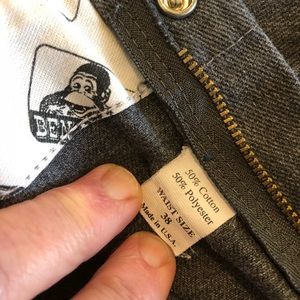 BEN
50% Cotton
50% Polyester
WAIST SIZE
38
Made in U.S.A.